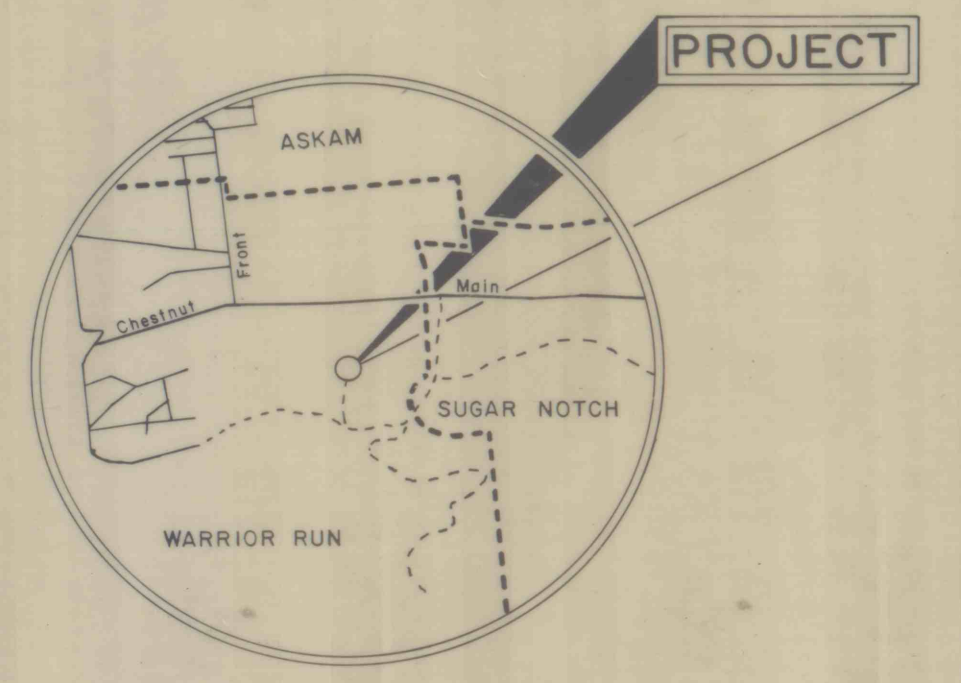 PROJECT
ASKAM
Front
Main
Chestnut
SUGAR NOTCH
WARRIOR RUN